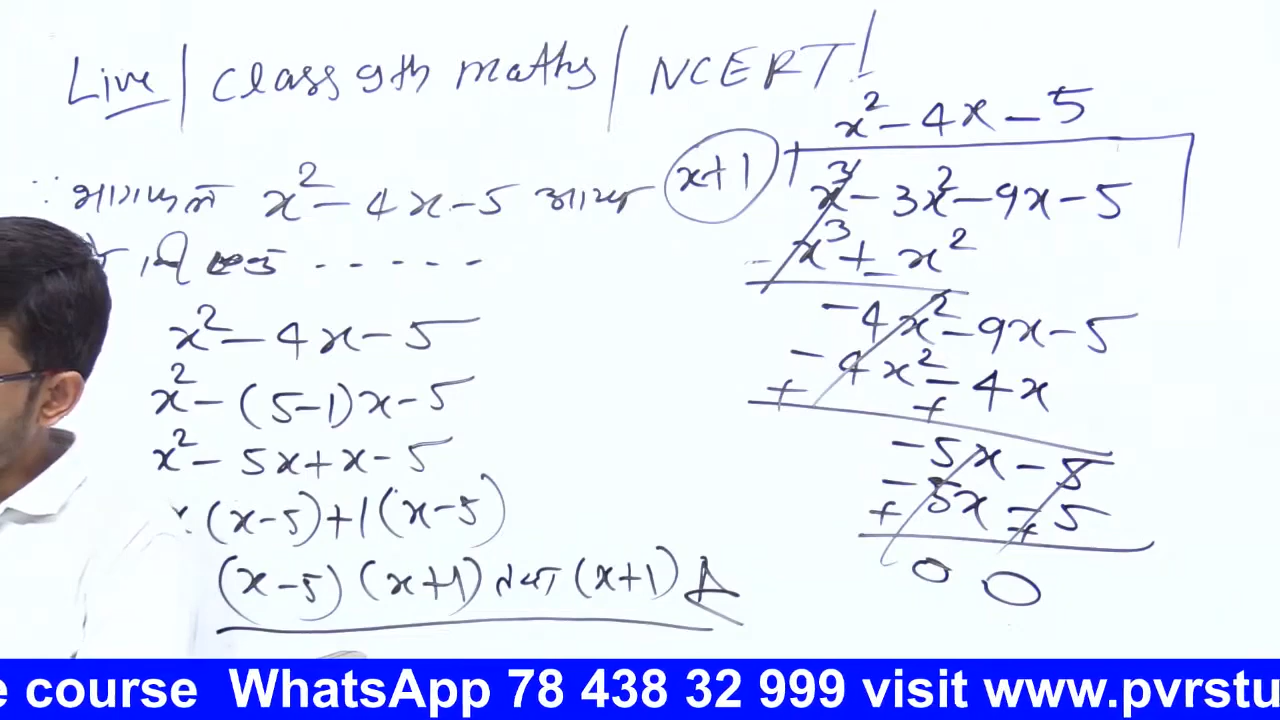 Live | Class 9th maths | NCERT!
∵ भागफल x² - 4x - 5
x² - 4x - 5
x² - (5-1)x - 5
x² - 5x + x - 5
(x-5) + 1(x-5)
(x-5) (x+1) तथा (x+1) A
x² - 4x - 5
x+1 x³ - 3x² - 9x - 5
x³ + x²
-
- 4x² - 9x - 5
- 4x² - 4x
+ +
- 5x - 5
- 5x - 5
+ +
0 0
e course WhatsApp 78 438 32 999 visit www.pvrstu